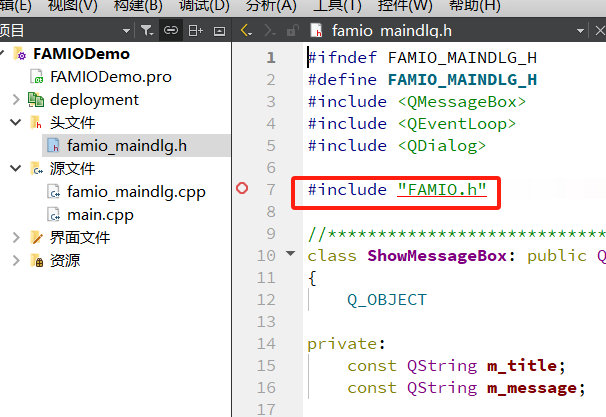 视图(V) 构建(B) 调试(D) 分析(A) 工具(T) 控件(W) 帮助(H)
项目
FAMIODemo
FAMIODemo.pro
deployment
头文件
famio_maindlg.h
源文件
famio_maindlg.cpp
main.cpp
界面文件
资源
famio_maindlg.h
1 #ifndef FAMIO_MAINDLG_H
2 #define FAMIO_MAINDLG_H
3 #include <QMessageBox>
4 #include <QEventLoop>
5 #include <QDialog>
6
7 #include "FAMIO.h"
8
9 //****************************
10 class ShowMessageBox: public Q
11 {
12 Q_OBJECT
13
14 private:
15 const QString m_title;
16 const QString m_message;
17